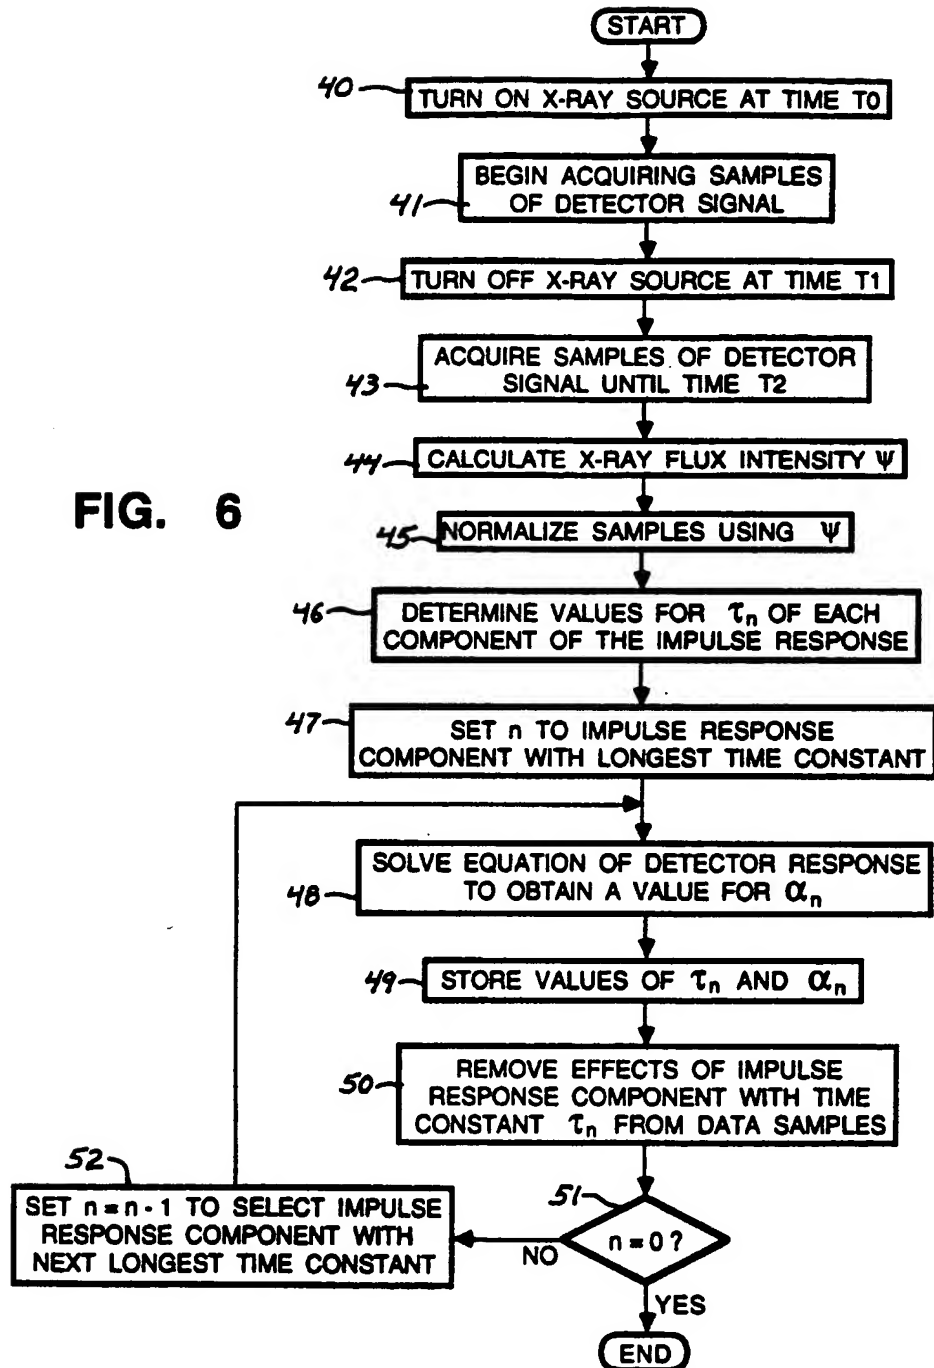 START
40
TURN ON X-RAY SOURCE AT TIME T0
BEGIN ACQUIRING SAMPLES
OF DETECTOR SIGNAL
41
42
TURN OFF X-RAY SOURCE AT TIME T1
ACQUIRE SAMPLES OF DETECTOR
SIGNAL UNTIL TIME T2
43
44
CALCULATE X-RAY FLUX INTENSITY Ψ
FIG. 6
45
NORMALIZE SAMPLES USING Ψ
46
DETERMINE VALUES FOR τn OF EACH
COMPONENT OF THE IMPULSE RESPONSE
47
SET n TO IMPULSE RESPONSE
COMPONENT WITH LONGEST TIME CONSTANT
SOLVE EQUATION OF DETECTOR RESPONSE
TO OBTAIN A VALUE FOR αn
48
49
STORE VALUES OF τn AND αn
50
REMOVE EFFECTS OF IMPULSE
RESPONSE COMPONENT WITH TIME
CONSTANT τn FROM DATA SAMPLES
52
SET n = n - 1 TO SELECT IMPULSE
RESPONSE COMPONENT WITH
NEXT LONGEST TIME CONSTANT
51
n = 0 ?
NO
YES
END